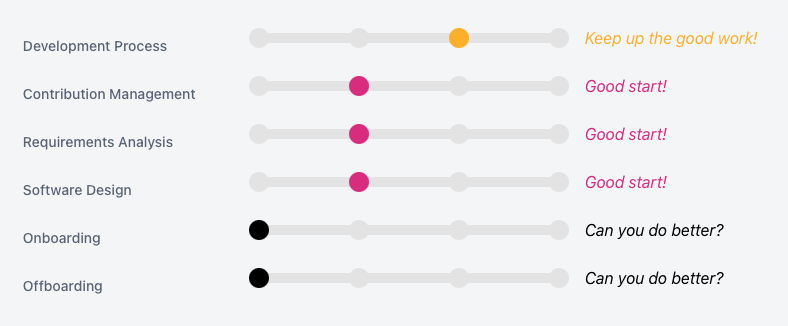 Development Process Keep up the good work!
Contribution Management Good start!
Requirements Analysis Good start!
Software Design Good start!
Onboarding Can you do better?
Offboarding Can you do better?